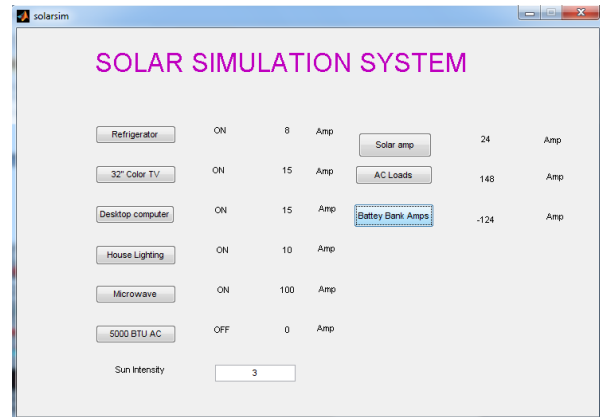 solarsim
SOLAR SIMULATION SYSTEM
Refrigerator ON 8 Amp Solar amp 24 Amp
32" Color TV ON 15 Amp AC Loads 148 Amp
Desktop computer ON 15 Amp Battey Bank Amps -124 Amp
House Lighting ON 10 Amp
Microwave ON 100 Amp
5000 BTU AC OFF 0 Amp
Sun Intensity 3